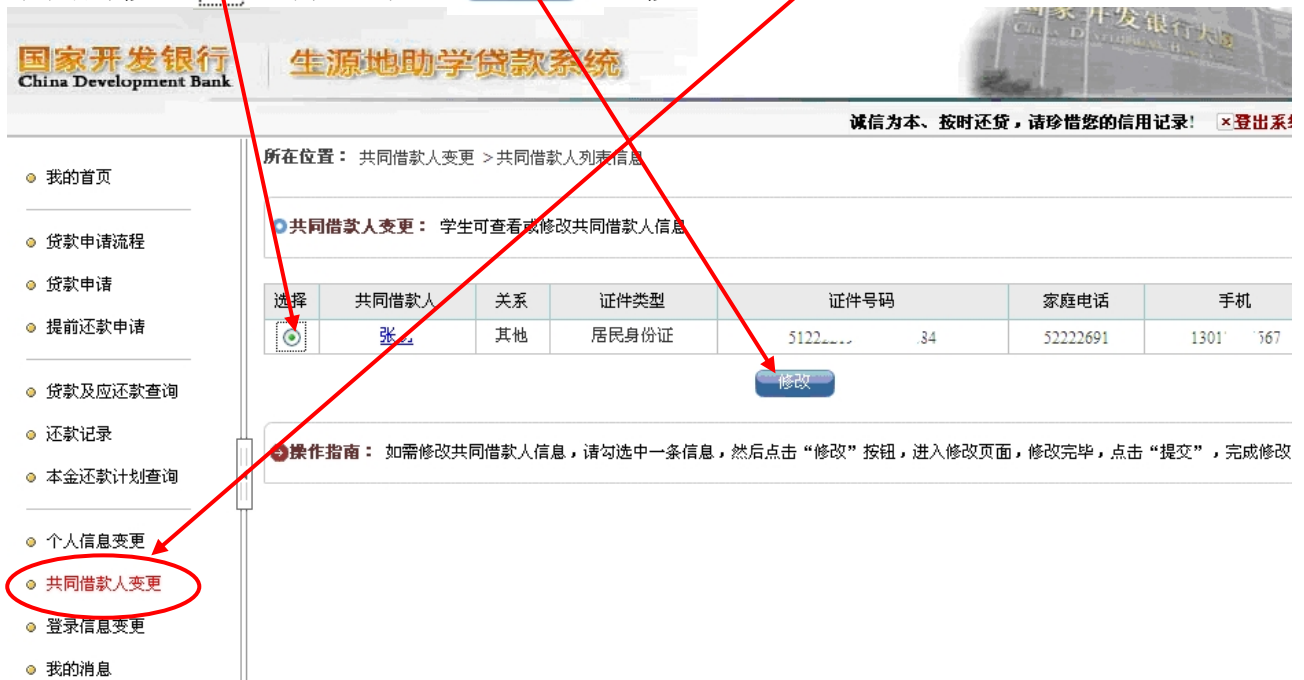 国家开发银行
China Development Bank
生源地助学贷款系统
诚信为本、按时还贷，请珍惜您的信用记录! 登出系统
所在位置： 共同借款人变更 >共同借款人列表信息
我的首页
共同借款人变更： 学生可查看或修改共同借款人信息
贷款申请流程
贷款申请
提前还款申请
选择 共同借款人 关系 证件类型 证件号码 家庭电话 手机
张 其他 居民身份证 84 52222691 1301 567
修改
贷款及应还款查询
还款记录
本金还款计划查询
操作指南： 如需修改共同借款人信息，请勾选中一条信息，然后点击“修改”按钮，进入修改页面，修改完毕，点击“提交”，完成修改
个人信息变更
共同借款人变更
登录信息变更
我的消息